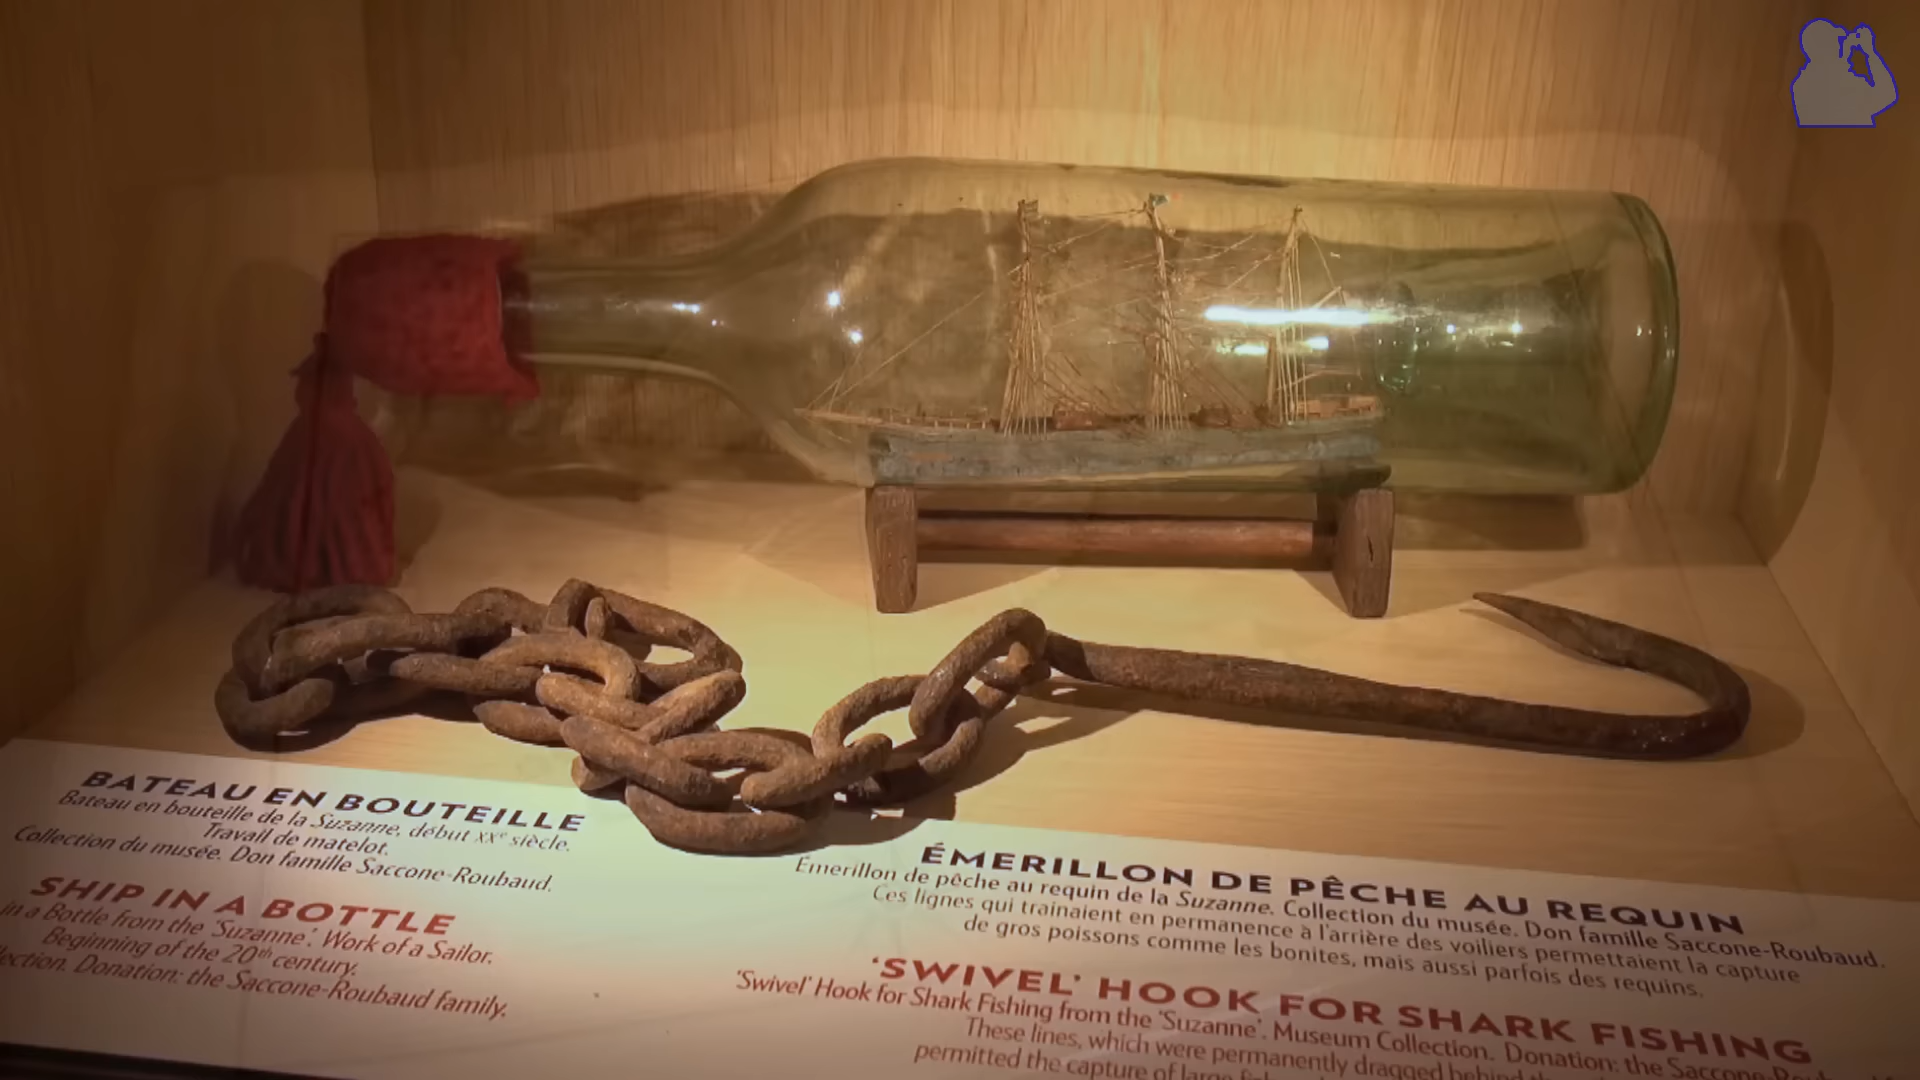 BATEAU EN BOUTEILLE
Bateau en bouteille de la Suzanne, début XXe siècle.
Travail de matelot.
Collection du musée. Don famille Saccone-Roubaud.
SHIP IN A BOTTLE
in a Bottle from the 'Suzanne'. Work of a Sailor.
Beginning of the 20th century.
Donation: the Saccone-Roubaud family.
ÉMERILLON DE PÊCHE AU REQUIN
Émerillon de pêche au requin de la Suzanne. Collection du musée. Don famille Saccone-Roubaud.
Ces lignes qui trainaient en permanence à l'arrière des voiliers permettaient la capture
de gros poissons comme les bonites, mais aussi parfois des requins.
'SWIVEL' HOOK FOR SHARK FISHING
'Swivel' Hook for Shark Fishing from the 'Suzanne'. Museum Collection. Donation: the
These lines, which were permanently dragged behind
permitted the capture of